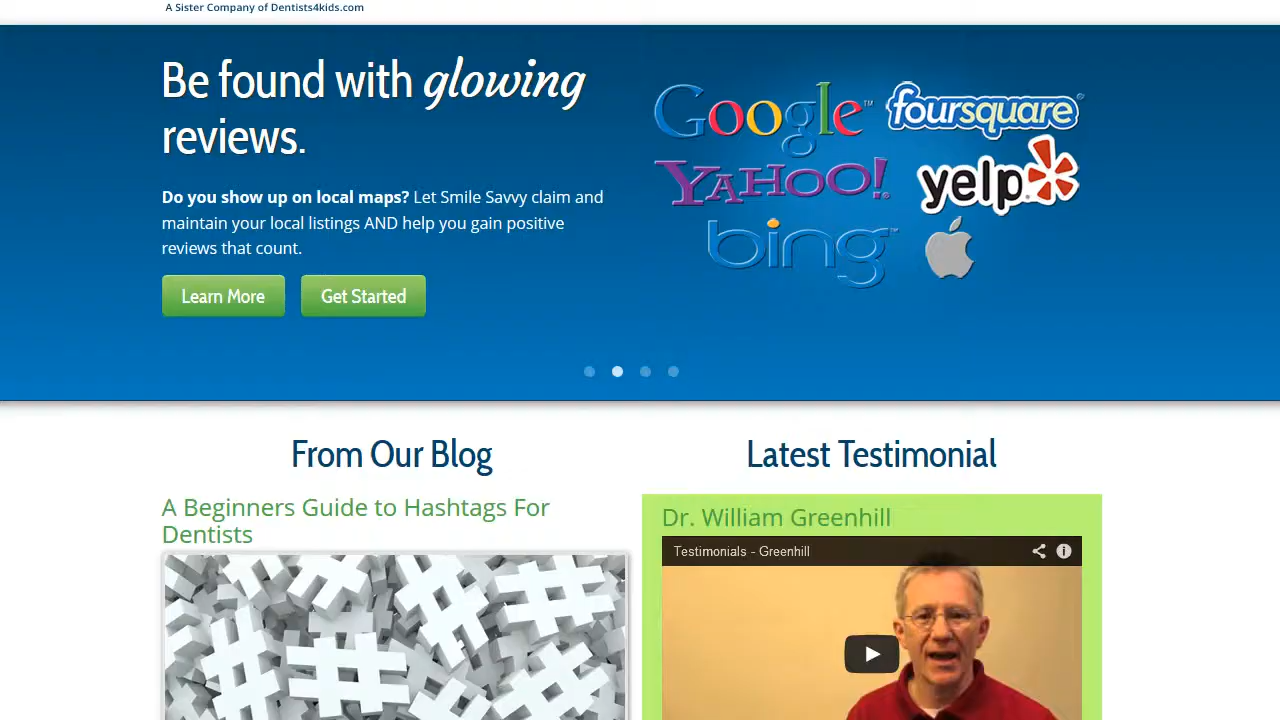 A Sister Company of Dentists4kids.com
Be found with glowing
reviews.
Do you show up on local maps? Let Smile Savvy claim and
maintain your local listings AND help you gain positive
reviews that count.
Learn More
Get Started
Google™
foursquare
YAHOO!
yelp
bing™
From Our Blog
A Beginners Guide to Hashtags For
Dentists
Latest Testimonial
Dr. William Greenhill
Testimonials - Greenhill